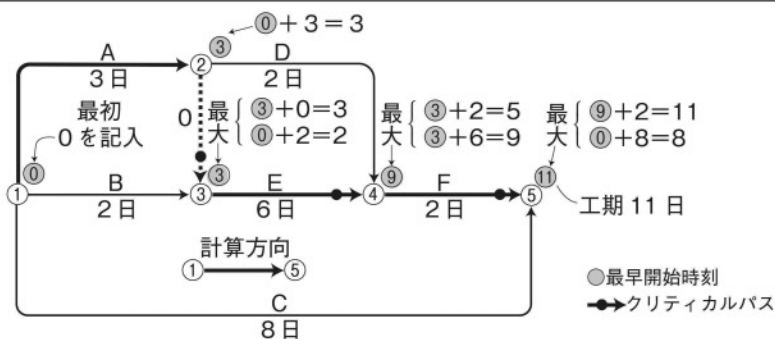 ⓪+3=3
A
3日
②
③
D
2日
最初
0を記入
⓪
0
最大
③+0=3
⓪+2=2
最大
③+2=5
③+6=9
最大
⑨+2=11
⓪+8=8
①
B
2日
③
③
E
6日
④
⑨
F
2日
⑤
⑪
工期11日
計算方向
①
⑤
C
8日
最早開始時刻
クリティカルパス